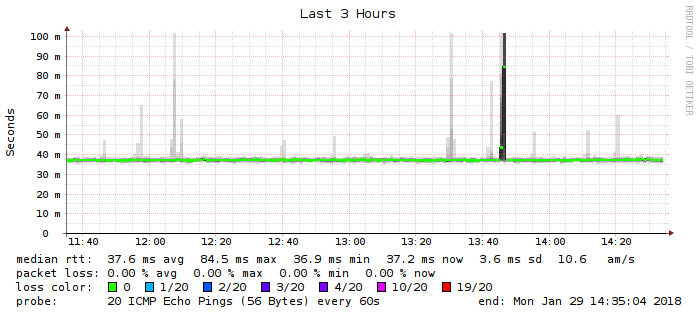 Last 3 Hours
RRDTOOL / TOBI OETIKER
Seconds
100 m
90 m
80 m
70 m
60 m
50 m
40 m
30 m
20 m
10 m
0
11:40 12:00 12:20 12:40 13:00 13:20 13:40 14:00 14:20
median rtt: 37.6 ms avg 84.5 ms max 36.9 ms min 37.2 ms now 3.6 ms sd 10.6 am/s
packet loss: 0.00 % avg 0.00 % max 0.00 % min 0.00 % now
loss color: 0 1/20 2/20 3/20 4/20 10/20 19/20
probe: 20 ICMP Echo Pings (56 Bytes) every 60s end: Mon Jan 29 14:35:04 2018